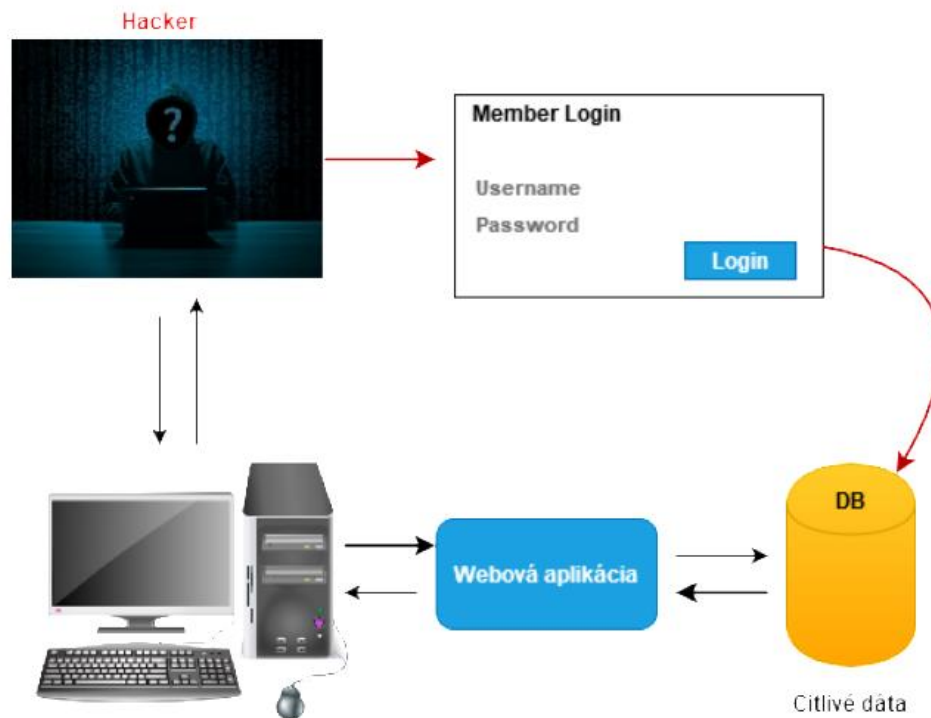 Hacker
?
Member Login
Username
Password
Login
DB
Webová aplikácia
Citlivé dáta